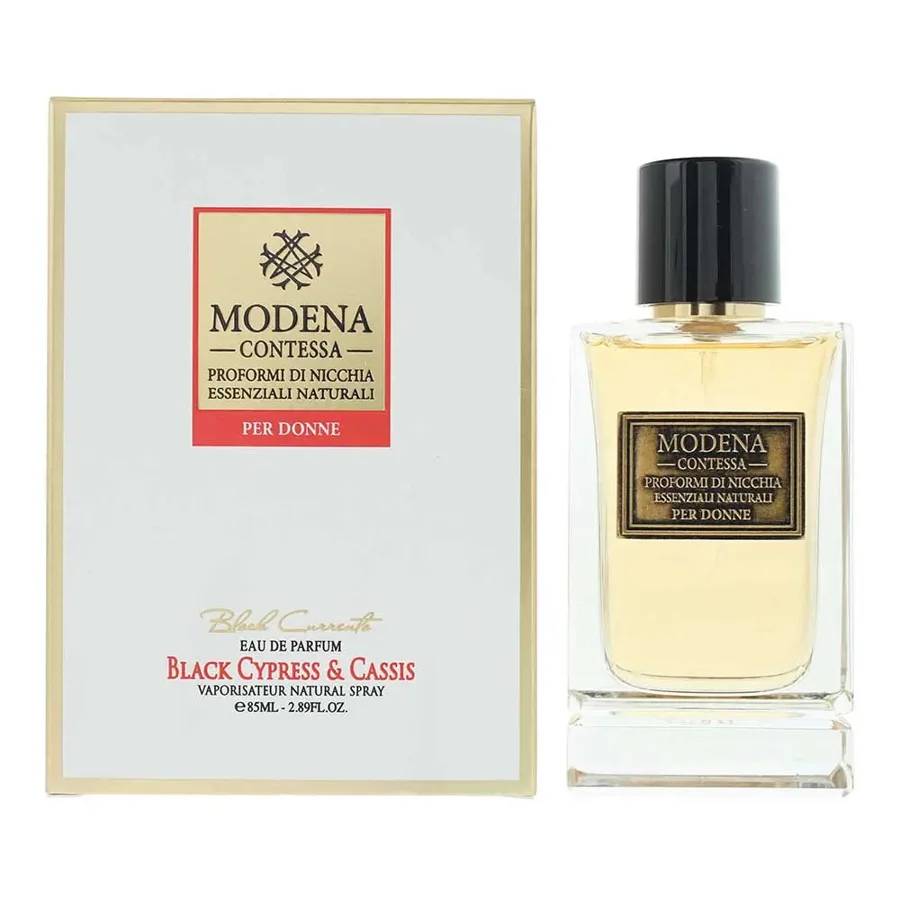 MODENA
CONTESSA
PROFORMI DI NICCHIA
ESSENZIALI NATURALI
PER DONNE
Black Currento
EAU DE PARFUM
BLACK CYPRESS & CASSIS
VAPORISATEUR NATURAL SPRAY
℮85ML - 2.89FL.OZ.
MODENA
CONTESSA
PROFORMI DI NICCHIA
ESSENZIALI NATURALI
PER DONNE